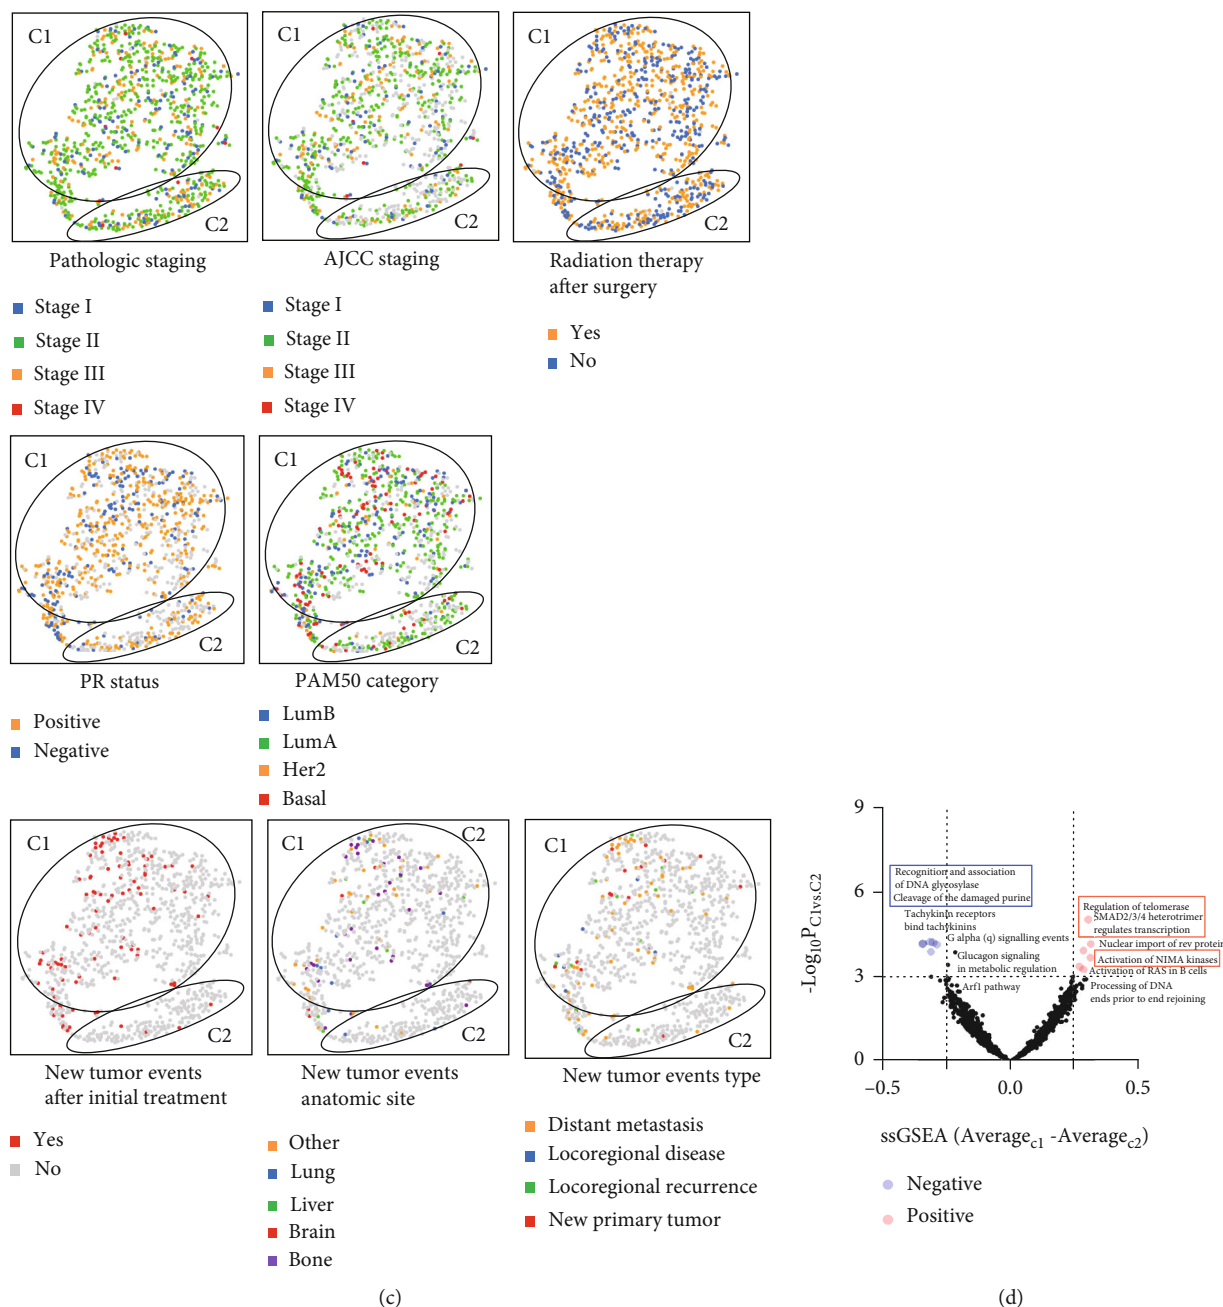 C1
C2
Pathologic staging
Stage I
Stage II
Stage III
Stage IV
C1
C2
AJCC staging
Stage I
Stage II
Stage III
Stage IV
C1
C2
Radiation therapy
after surgery
Yes
No
C1
C2
PR status
Positive
Negative
C1
C2
PAM50 category
LumB
LumA
Her2
Basal
C1
C2
New tumor events
after initial treatment
Yes
No
C1
C2
C2
New tumor events
anatomic site
Other
Lung
Liver
Brain
Bone
C1
C2
New tumor events type
Distant metastasis
Locoregional disease
Locoregional recurrence
New primary tumor
(c)
9
6
3
0
-Log10PC1vs.C2
Recognition and association
of DNA glycosylase
Cleavage of the damaged purine
Tachykinin receptors
bind tachykinins
G alpha (q) signalling events
Glucagon signaling
in metabolic regulation
Arf1 pathway
Regulation of telomerase
SMAD2/3/4 heterotrimer
regulates transcription
Nuclear import of rev protein
Activation of NIMA kinases
Activation of RAS in B cells
Processing of DNA
ends prior to end rejoining
−0.5
0.0
0.5
ssGSEA (Averagec1 -Averagec2)
Negative
Positive
(d)